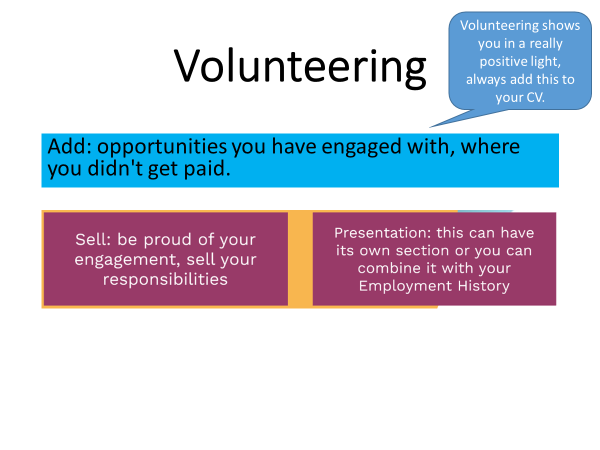 Volunteering
Volunteering shows
you in a really
positive light,
always add this to
your CV.
Add: opportunities you have engaged with, where
you didn't get paid.
Sell: be proud of your
engagement, sell your
responsibilities
Presentation: this can have
its own section or you can
combine it with your
Employment History